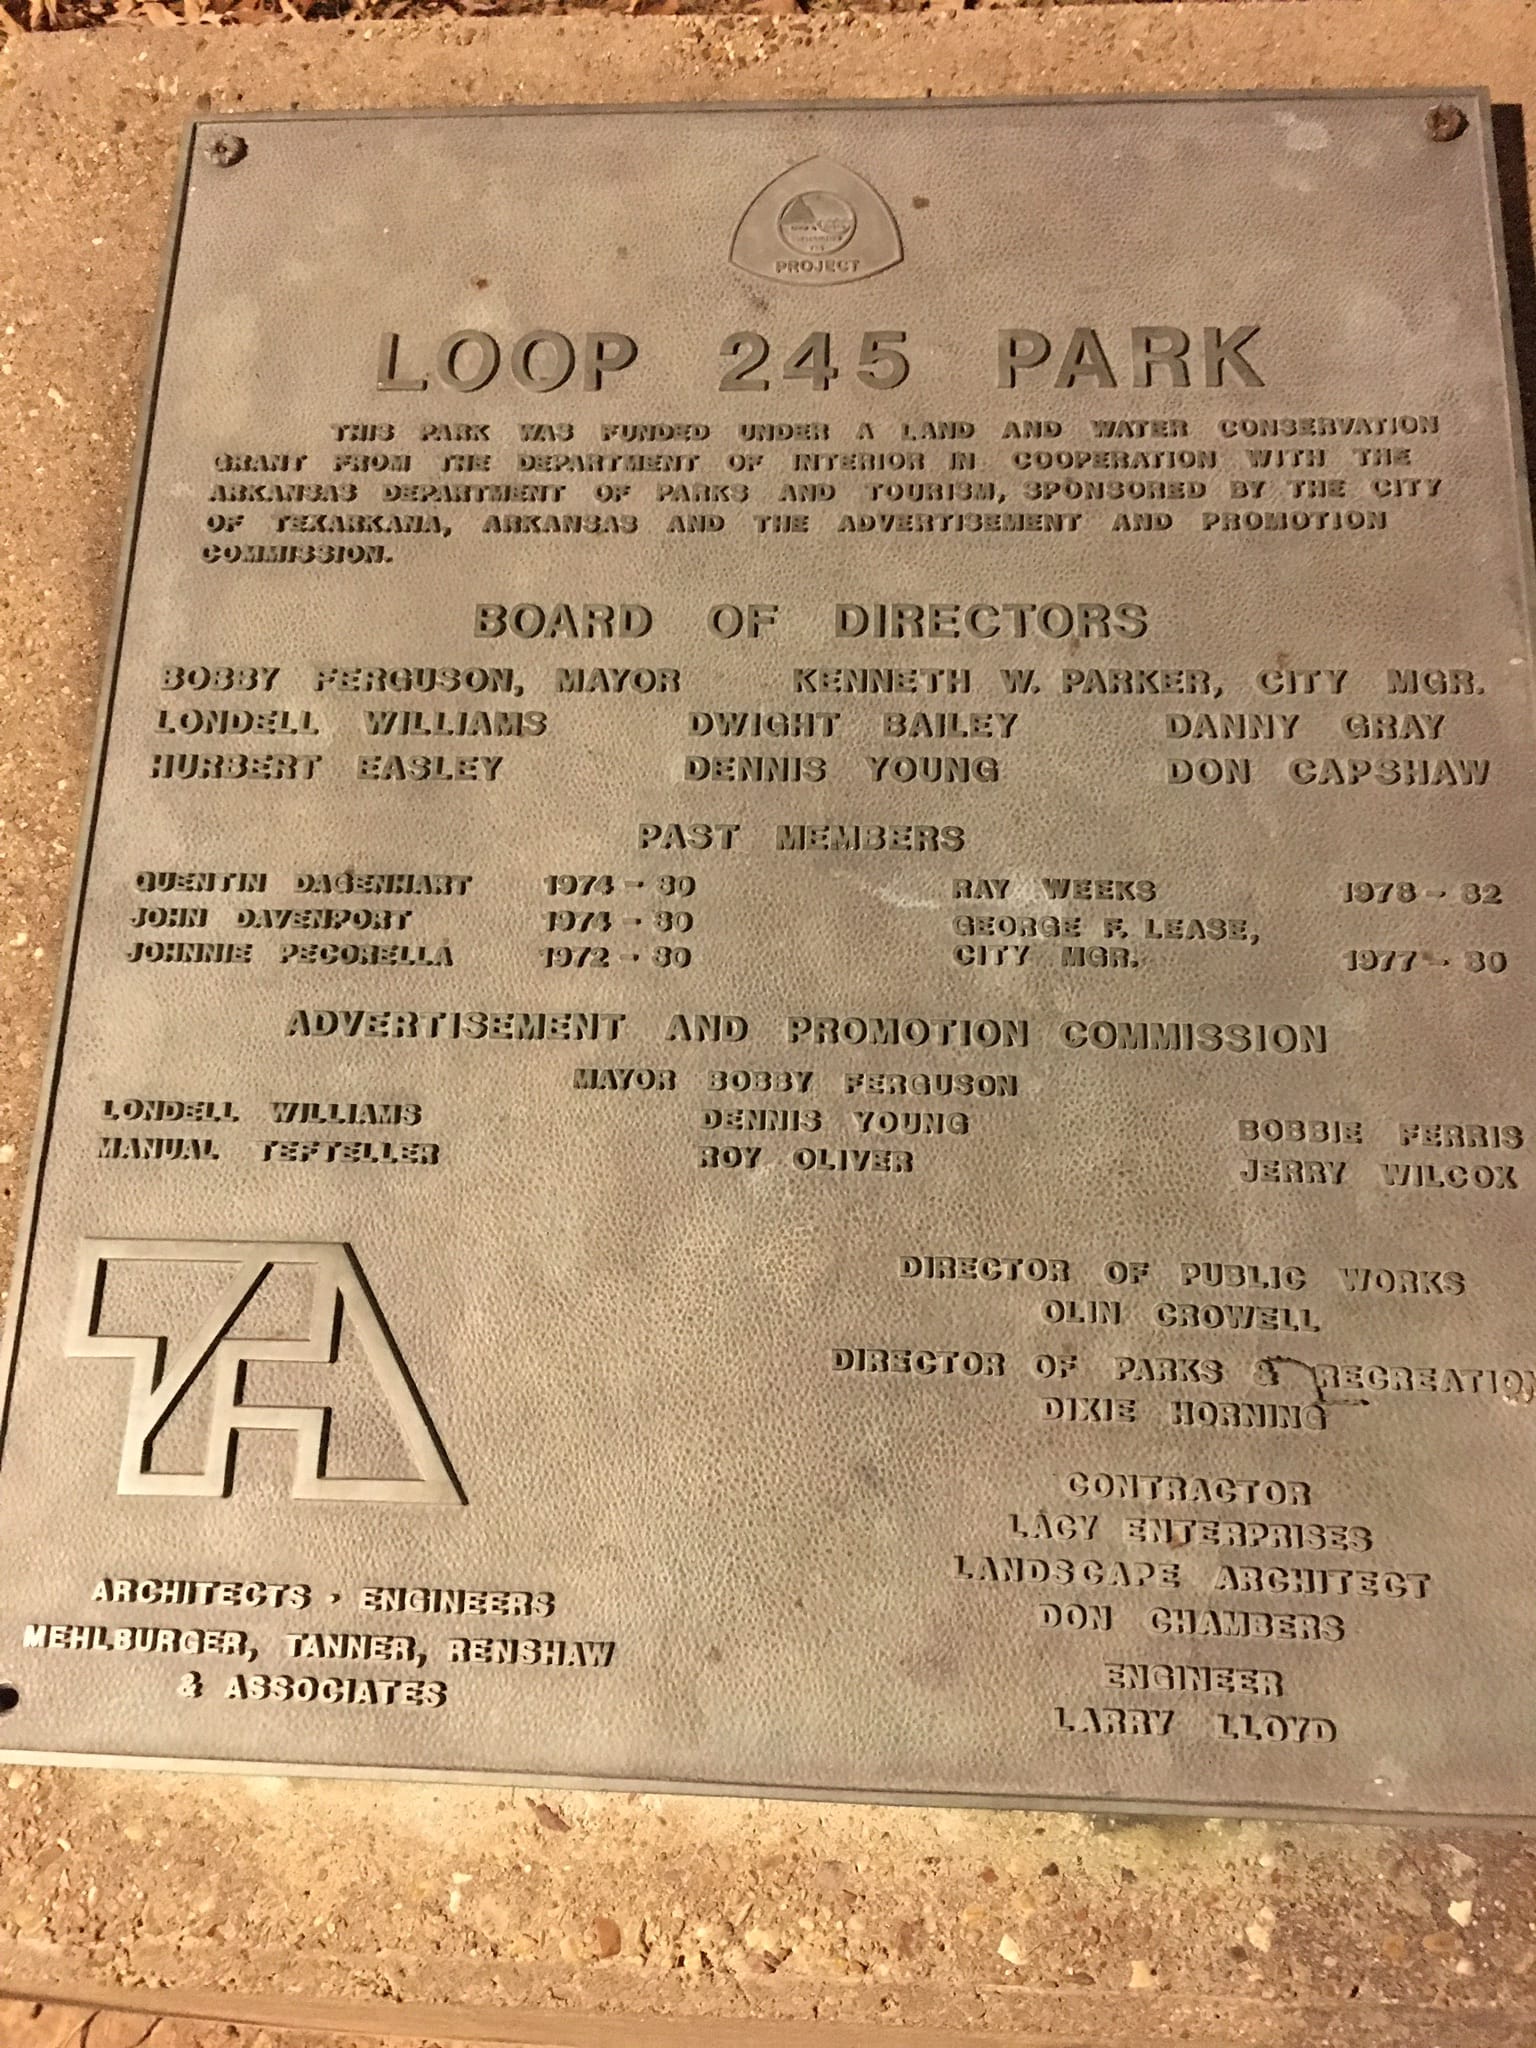 PROJECT
LOOP 245 PARK
THIS PARK WAS FUNDED UNDER A LAND AND WATER CONSERVATION
GRANT FROM THE DEPARTMENT OF INTERIOR IN COOPERATION WITH THE
ARKANSAS DEPARTMENT OF PARKS AND TOURISM, SPONSORED BY THE CITY
OF TEXARKANA, ARKANSAS AND THE ADVERTISEMENT AND PROMOTION
COMMISSION.
BOARD OF DIRECTORS
BOBBY FERGUSON, MAYOR KENNETH W. PARKER, CITY MGR.
LONDELL WILLIAMS DWIGHT BAILEY DANNY GRAY
HURBERT EASLEY DENNIS YOUNG DON CAPSHAW
PAST MEMBERS
QUENTIN DAGENHART 1974 - 80 RAY WEEKS 1978 - 82
JOHN DAVENPORT 1974 - 80 GEORGE F. LEASE,
JOHNNIE PECORELLA 1972 - 80 CITY MGR. 1977 - 80
ADVERTISEMENT AND PROMOTION COMMISSION
MAYOR BOBBY FERGUSON
LONDELL WILLIAMS DENNIS YOUNG BOBBIE FERRIS
MANUAL TEFTELLER ROY OLIVER JERRY WILCOX
TA
DIRECTOR OF PUBLIC WORKS
OLIN CROWELL
DIRECTOR OF PARKS & RECREATION
DIXIE HORNING
CONTRACTOR
LACY ENTERPRISES
LANDSCAPE ARCHITECT
DON CHAMBERS
ENGINEER
LARRY LLOYD
ARCHITECTS · ENGINEERS
MEHLBURGER, TANNER, RENSHAW
& ASSOCIATES